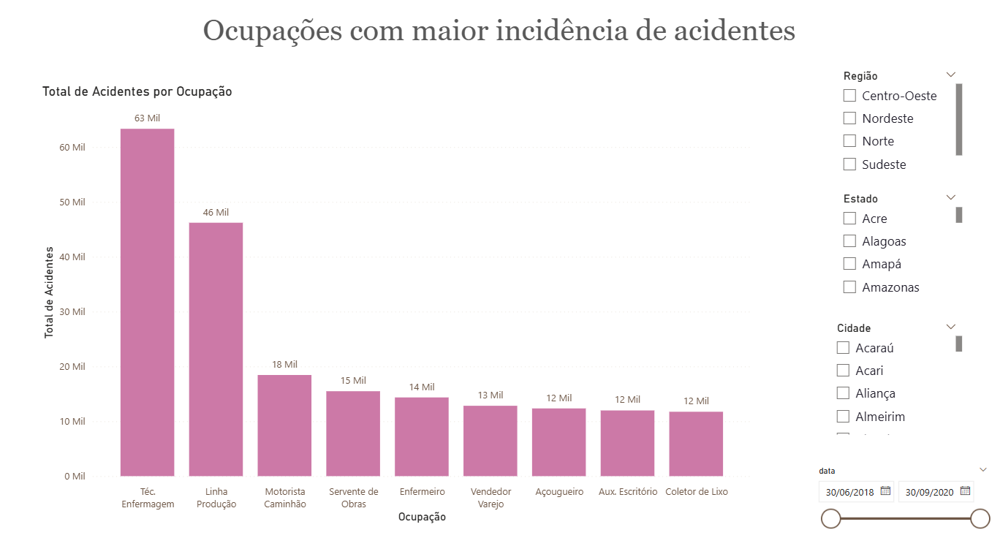 Ocupações com maior incidência de acidentes
Total de Acidentes por Ocupação
Total de Acidentes
60 Mil
50 Mil
40 Mil
30 Mil
20 Mil
10 Mil
0 Mil
63 Mil
46 Mil
18 Mil
15 Mil
14 Mil
13 Mil
12 Mil
12 Mil
12 Mil
Téc.
Enfermagem
Linha
Produção
Motorista
Caminhão
Servente de
Obras
Enfermeiro
Vendedor
Varejo
Açougueiro
Aux. Escritório
Coletor de Lixo
Ocupação
Região
Centro-Oeste
Nordeste
Norte
Sudeste
Estado
Acre
Alagoas
Amapá
Amazonas
Cidade
Acaraú
Acari
Aliança
Almeirim
data
30/06/2018
30/09/2020